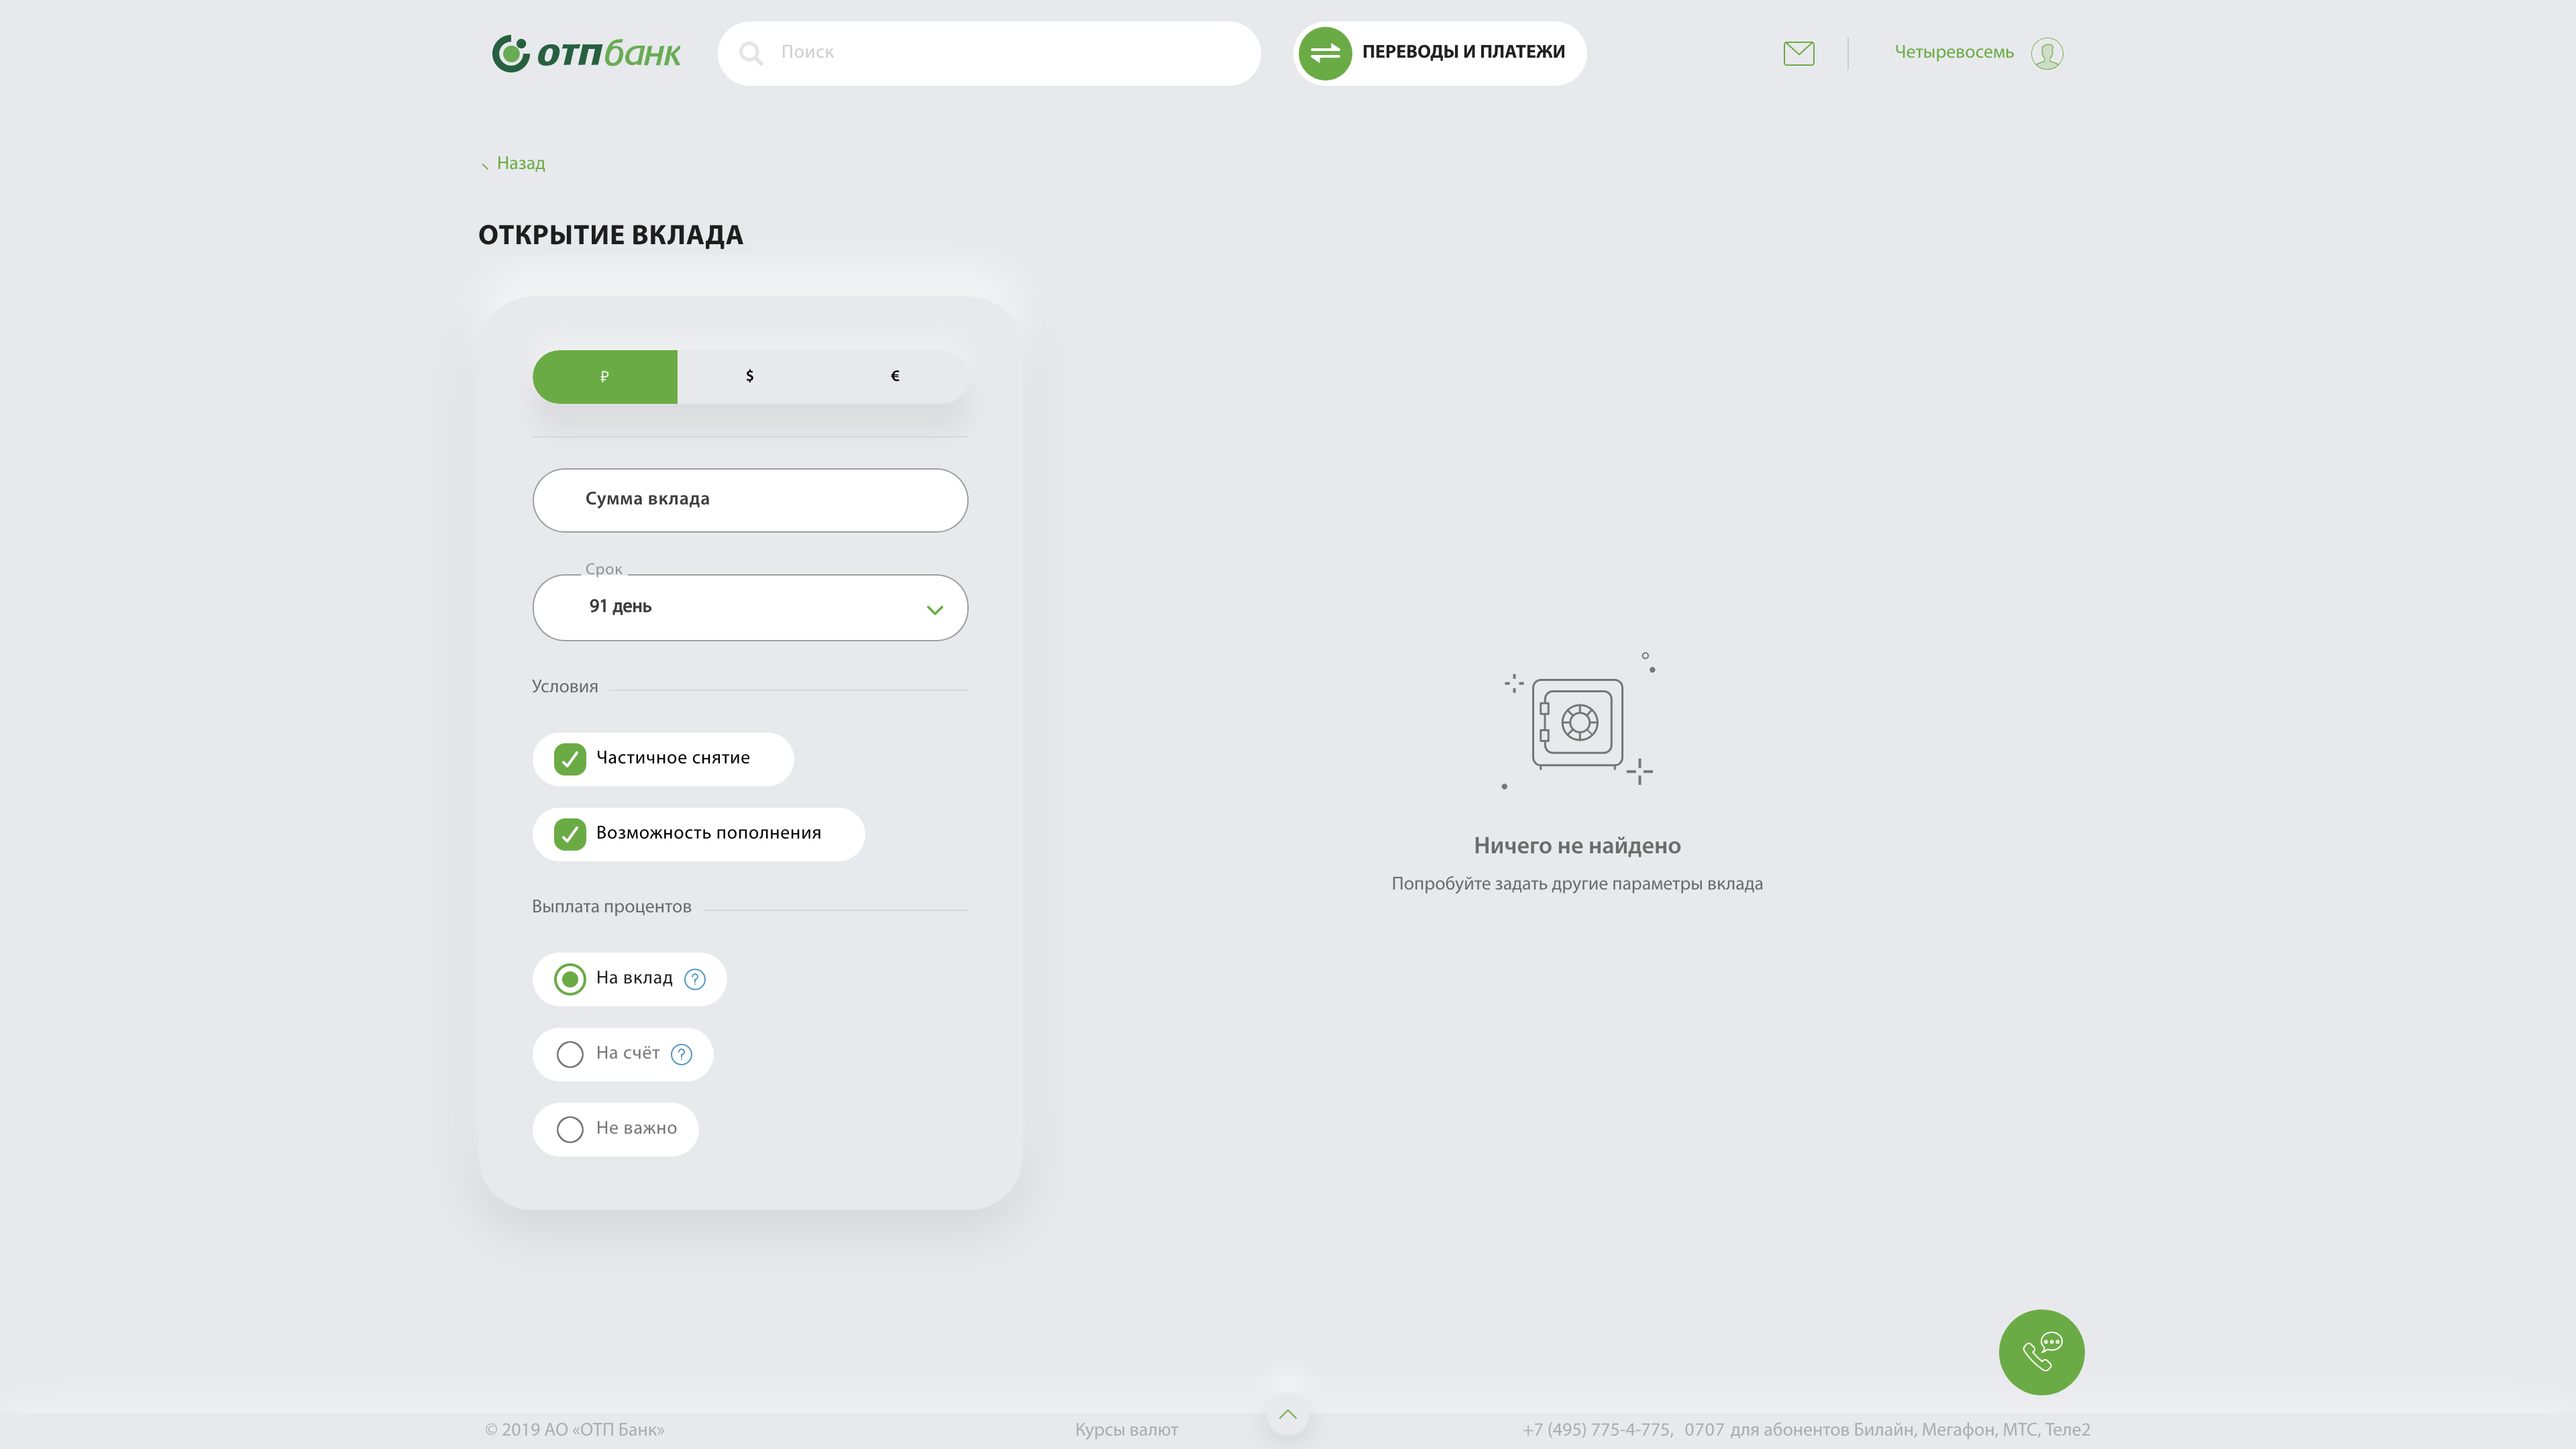 отпбанк
Поиск
ПЕРЕВОДЫ И ПЛАТЕЖИ
Четыревосемь
Назад
ОТКРЫТИЕ ВКЛАДА
₽ $ €
Сумма вклада
Срок
91 день
Условия
Частичное снятие
Возможность пополнения
Выплата процентов
На вклад ?
На счёт ?
Не важно
Ничего не найдено
Попробуйте задать другие параметры вклада
© 2019 АО «ОТП Банк»
Курсы валют
+7 (495) 775-4-775, 0707 для абонентов Билайн, Мегафон, МТС, Теле2